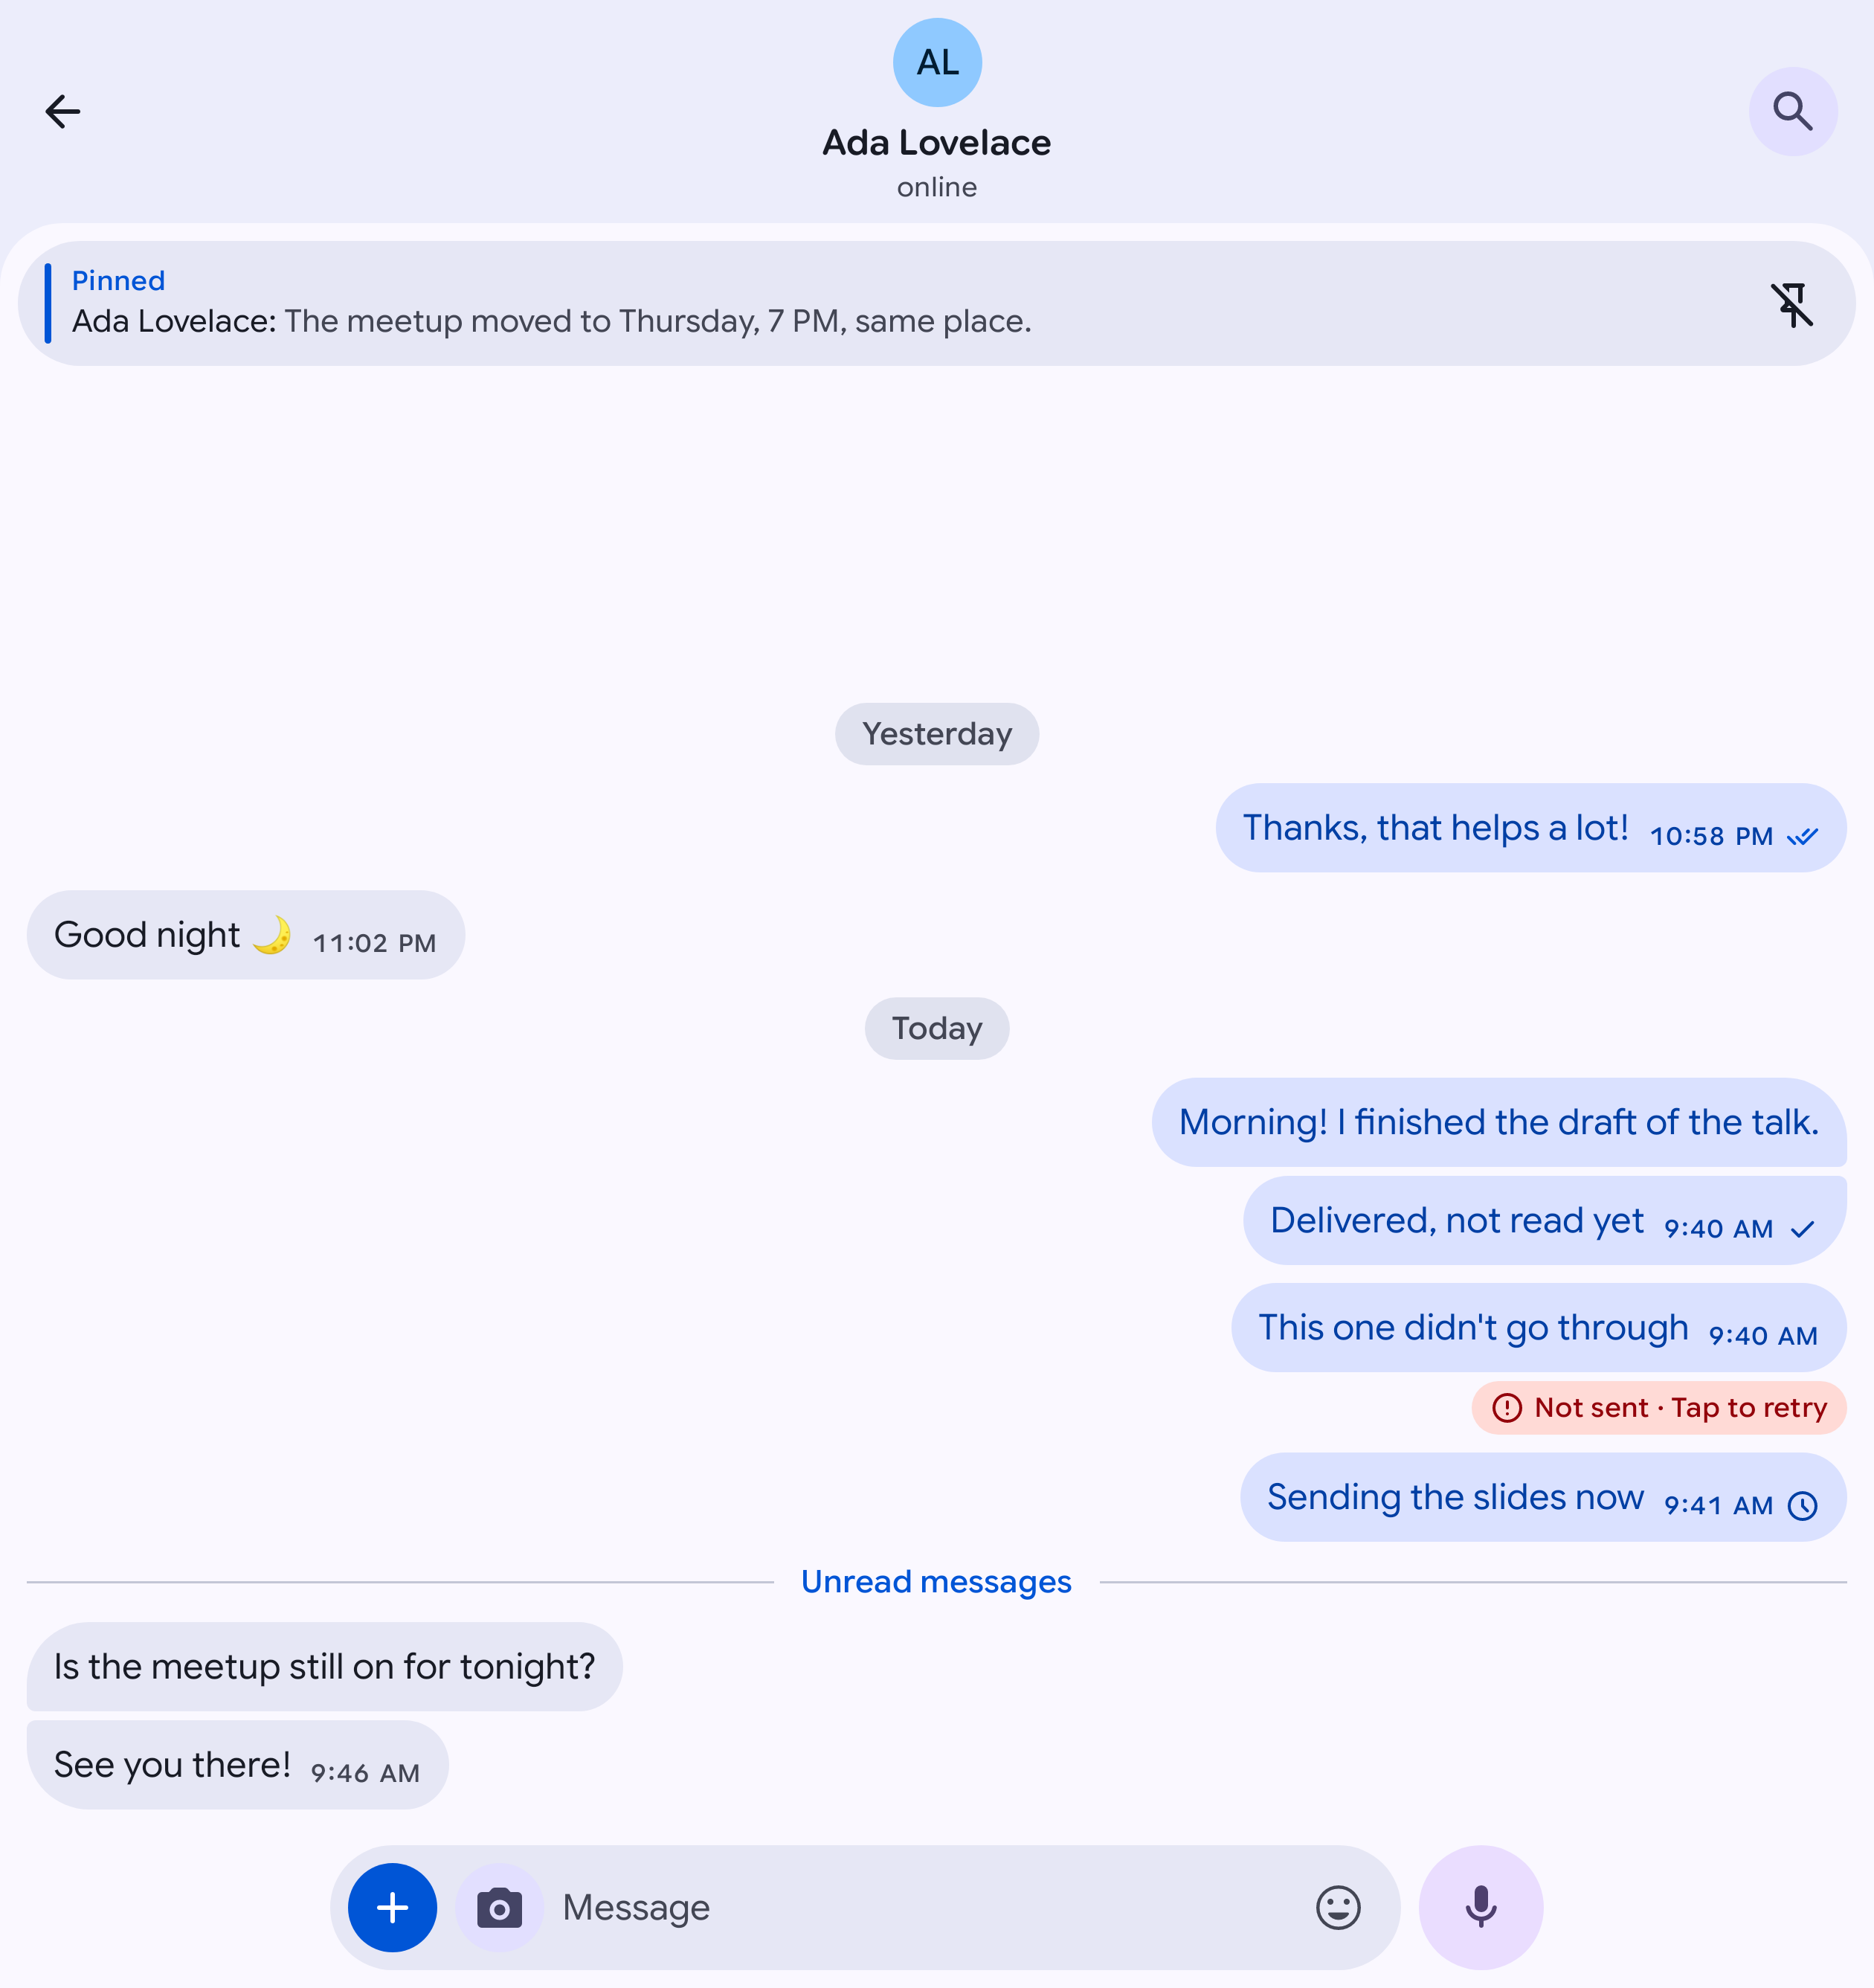 AL
Ada Lovelace
online
Pinned
Ada Lovelace: The meetup moved to Thursday, 7 PM, same place.
Yesterday
Thanks, that helps a lot! 10:58 PM
Good night 🌙 11:02 PM
Today
Morning! I finished the draft of the talk.
Delivered, not read yet 9:40 AM
This one didn't go through 9:40 AM
Not sent · Tap to retry
Sending the slides now 9:41 AM
Unread messages
Is the meetup still on for tonight?
See you there! 9:46 AM
Message